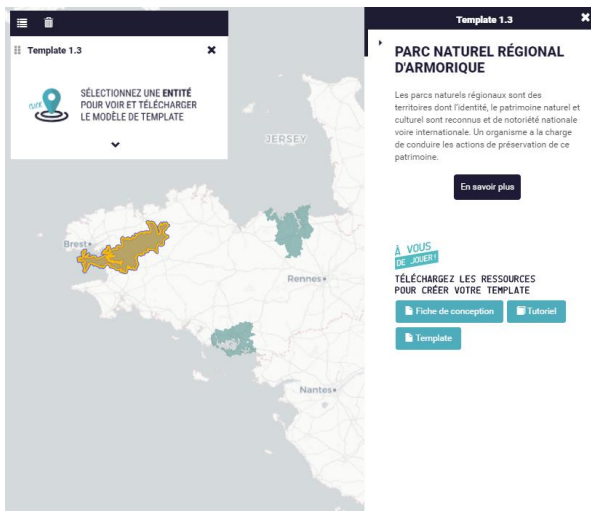 Template 1.3
CLICK
SÉLECTIONNEZ UNE ENTITÉ
POUR VOIR ET TÉLÉCHARGER
LE MODÈLE DE TEMPLATE
JERSEY
Brest
Rennes
Nantes
Template 1.3
PARC NATUREL RÉGIONAL
D'ARMORIQUE
Les parcs naturels régionaux sont des
territoires dont l'identité, le patrimoine naturel et
culturel sont reconnus et de notoriété nationale
voire internationale. Un organisme a la charge
de conduire les actions de préservation de ce
patrimoine.
En savoir plus
À VOUS
DE JOUER!
TÉLÉCHARGEZ LES RESSOURCES
POUR CRÉER VOTRE TEMPLATE
Fiche de conception
Tutoriel
Template